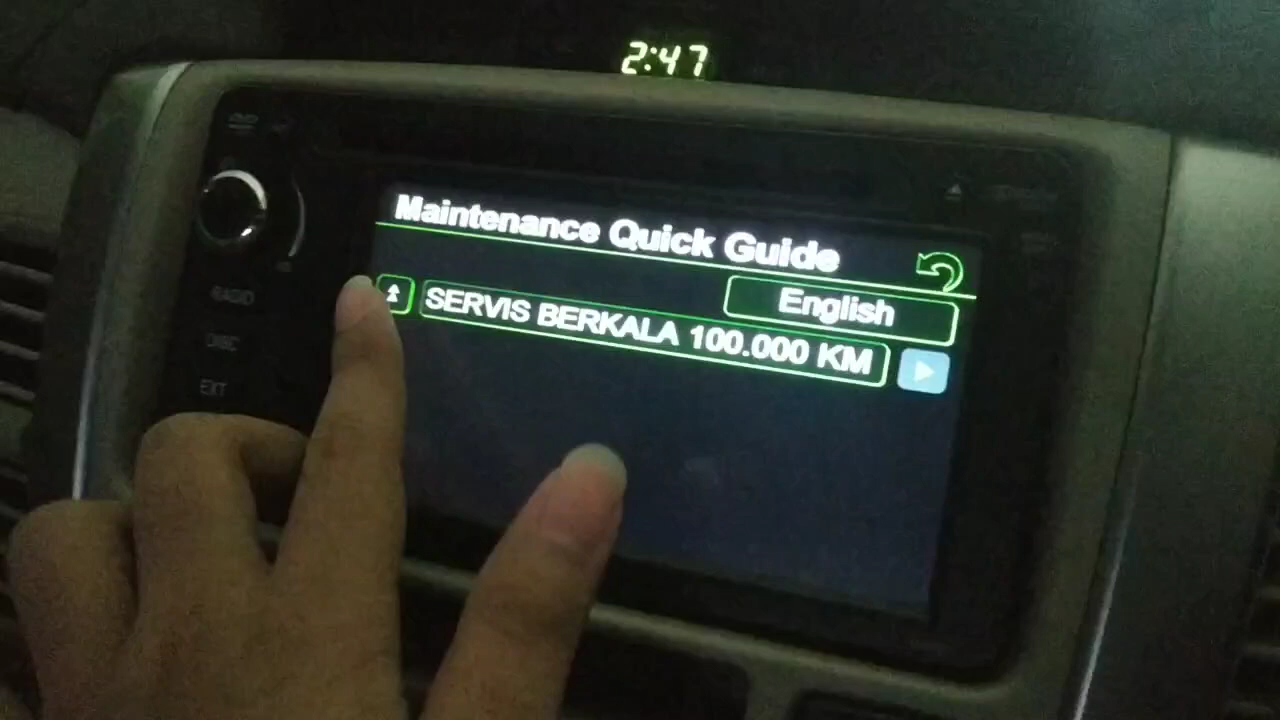 2:47
Maintenance Quick Guide
English
SERVIS BERKALA 100.000 KM
RADIO
DISC
EXT